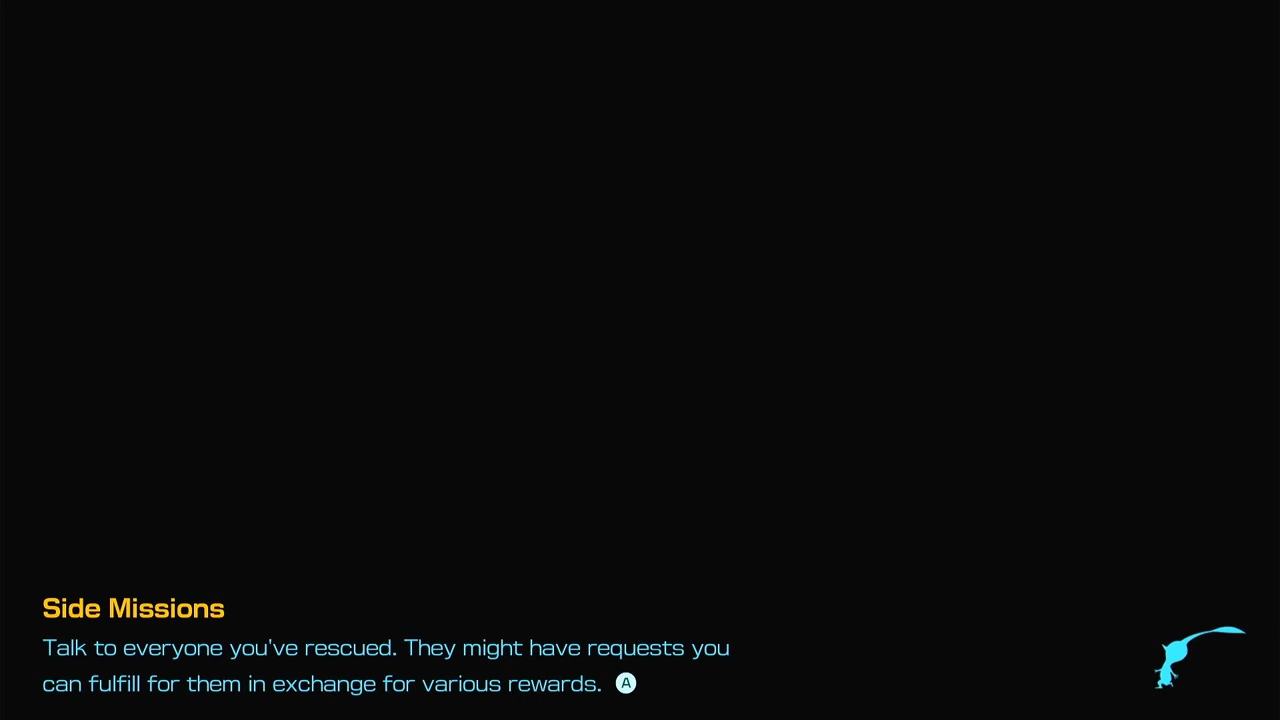 Side Missions
Talk to everyone you've rescued. They might have requests you
can fulfill for them in exchange for various rewards. A